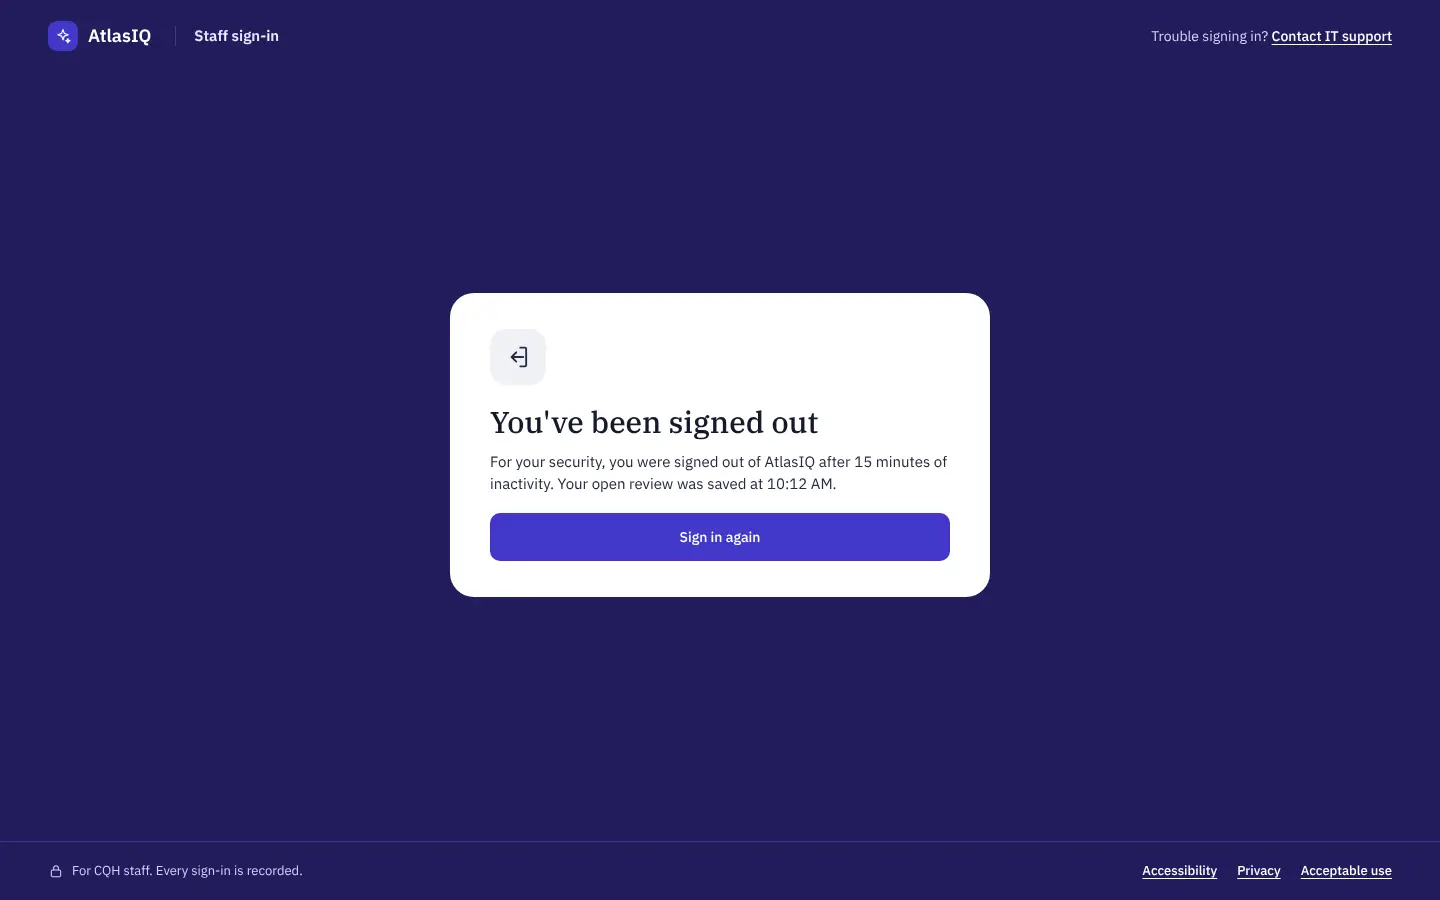 AtlasIQ
Staff sign-in
Trouble signing in? Contact IT support
You've been signed out
For your security, you were signed out of AtlasIQ after 15 minutes of
inactivity. Your open review was saved at 10:12 AM.
Sign in again
For CQH staff. Every sign-in is recorded.
Accessibility
Privacy
Acceptable use